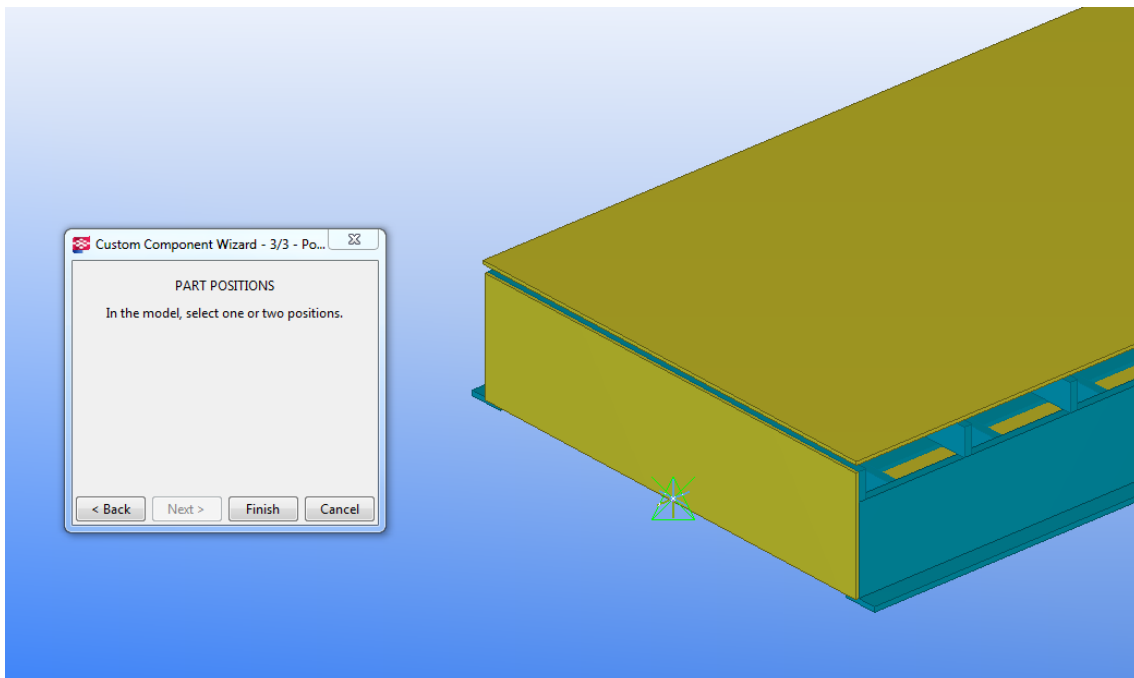 Custom Component Wizard - 3/3 - Po...
PART POSITIONS
In the model, select one or two positions.
< Back Next > Finish Cancel